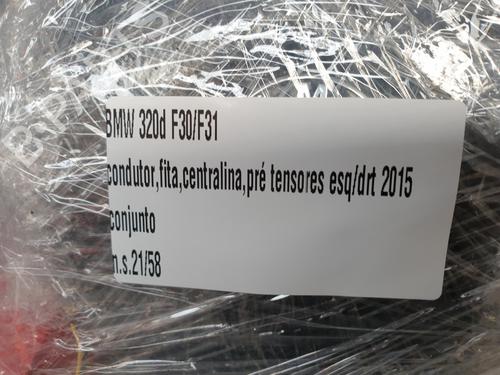 BMW 320d F30/F31
condutor,fita,centralina,pré tensores esq/drt 2015
conjunto
n.s.21/58